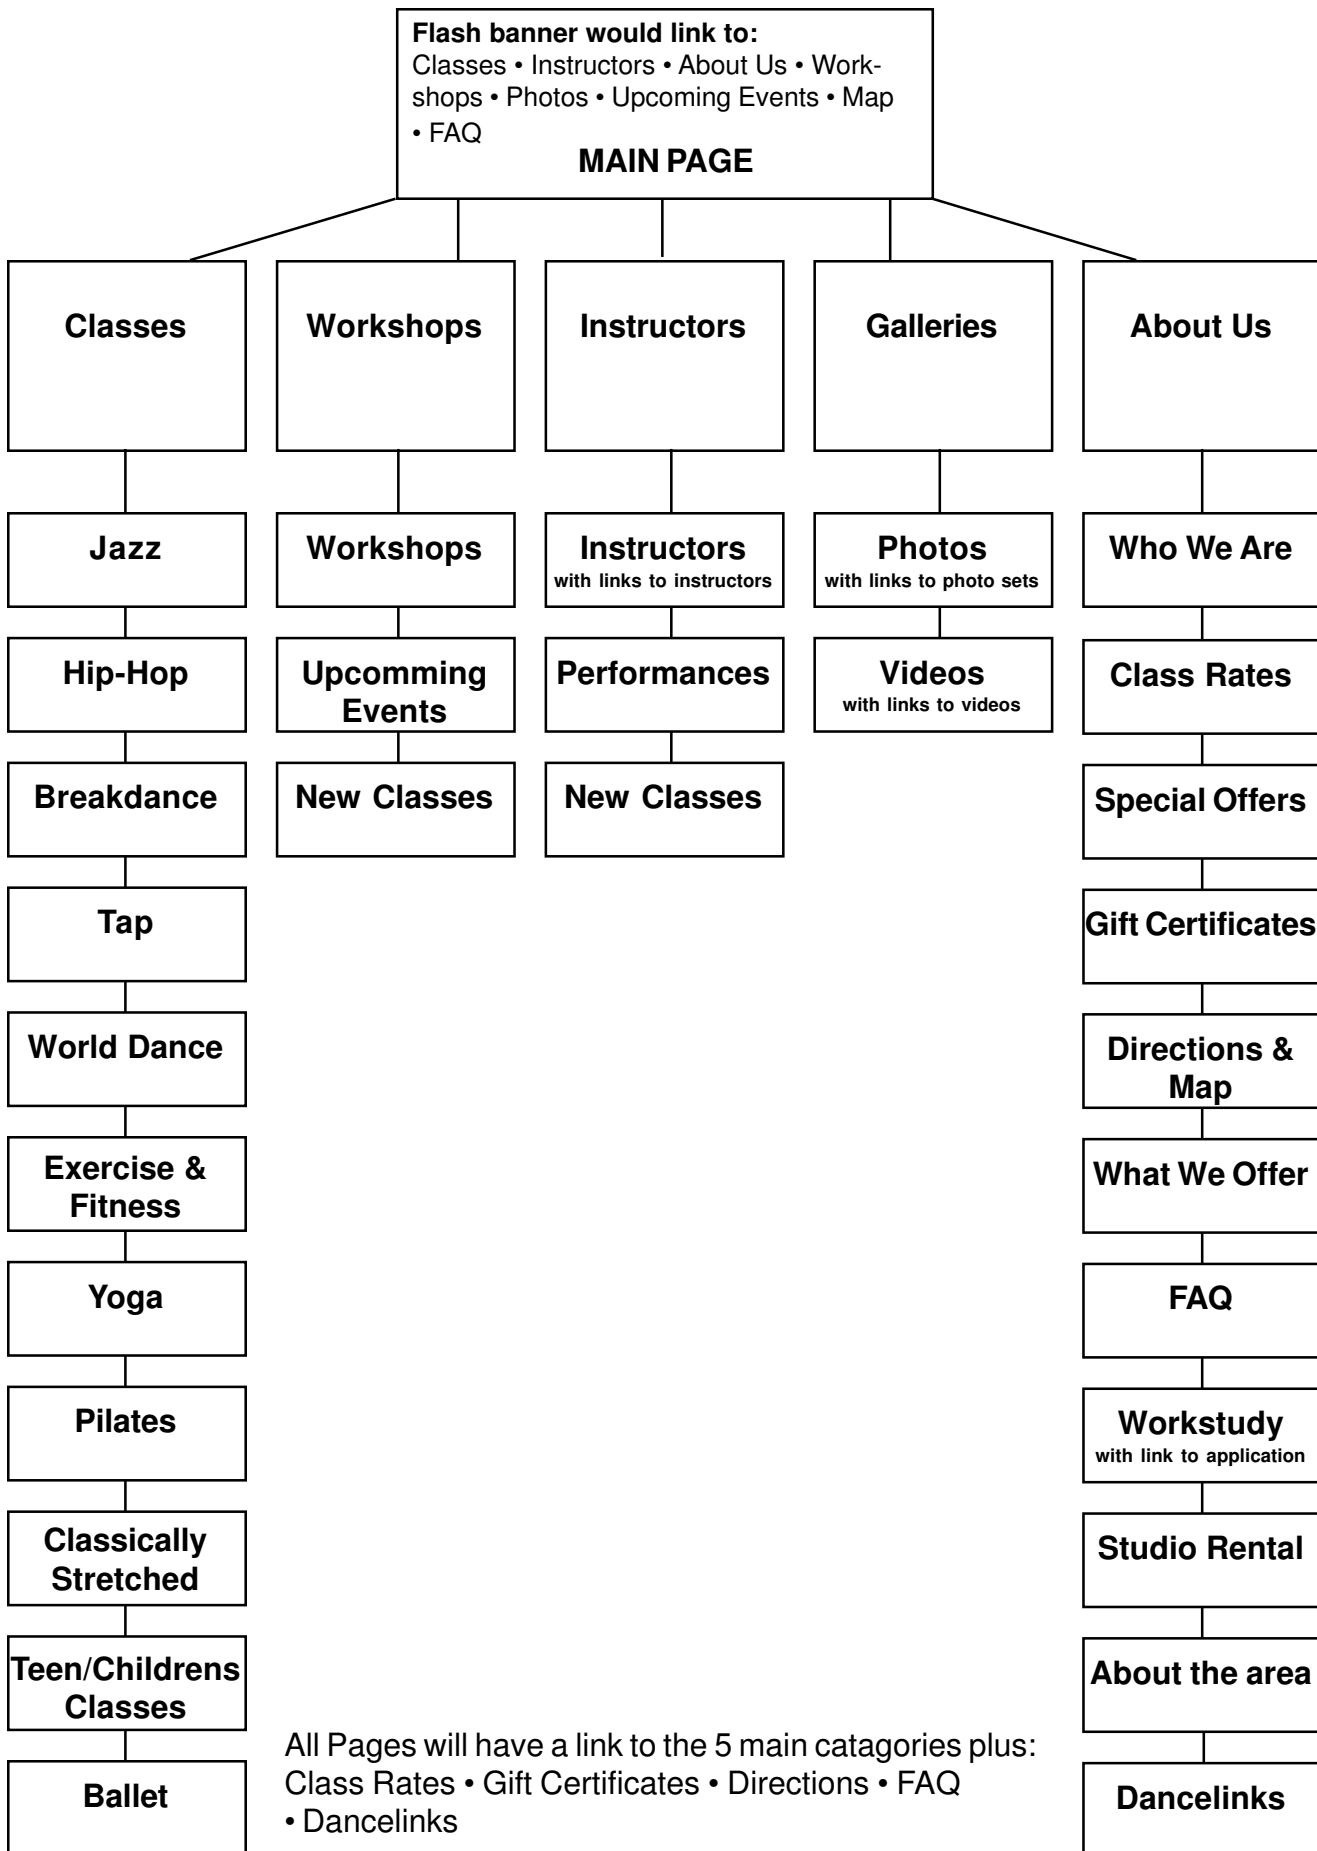 Flash banner would link to:
Classes • Instructors • About Us • Work-
shops • Photos • Upcoming Events • Map
• FAQ
MAIN PAGE
Classes
Workshops
Instructors
Galleries
About Us
Jazz
Workshops
Instructors
with links to instructors
Photos
with links to photo sets
Who We Are
Hip-Hop
Upcomming
Events
Performances
Videos
with links to videos
Class Rates
Breakdance
New Classes
New Classes
Special Offers
Tap
Gift Certificates
World Dance
Directions &
Map
Exercise &
Fitness
What We Offer
Yoga
FAQ
Pilates
Workstudy
with link to application
Classically
Stretched
Studio Rental
Teen/Childrens
Classes
About the area
Ballet
All Pages will have a link to the 5 main catagories plus:
Class Rates • Gift Certificates • Directions • FAQ
• Dancelinks
Dancelinks